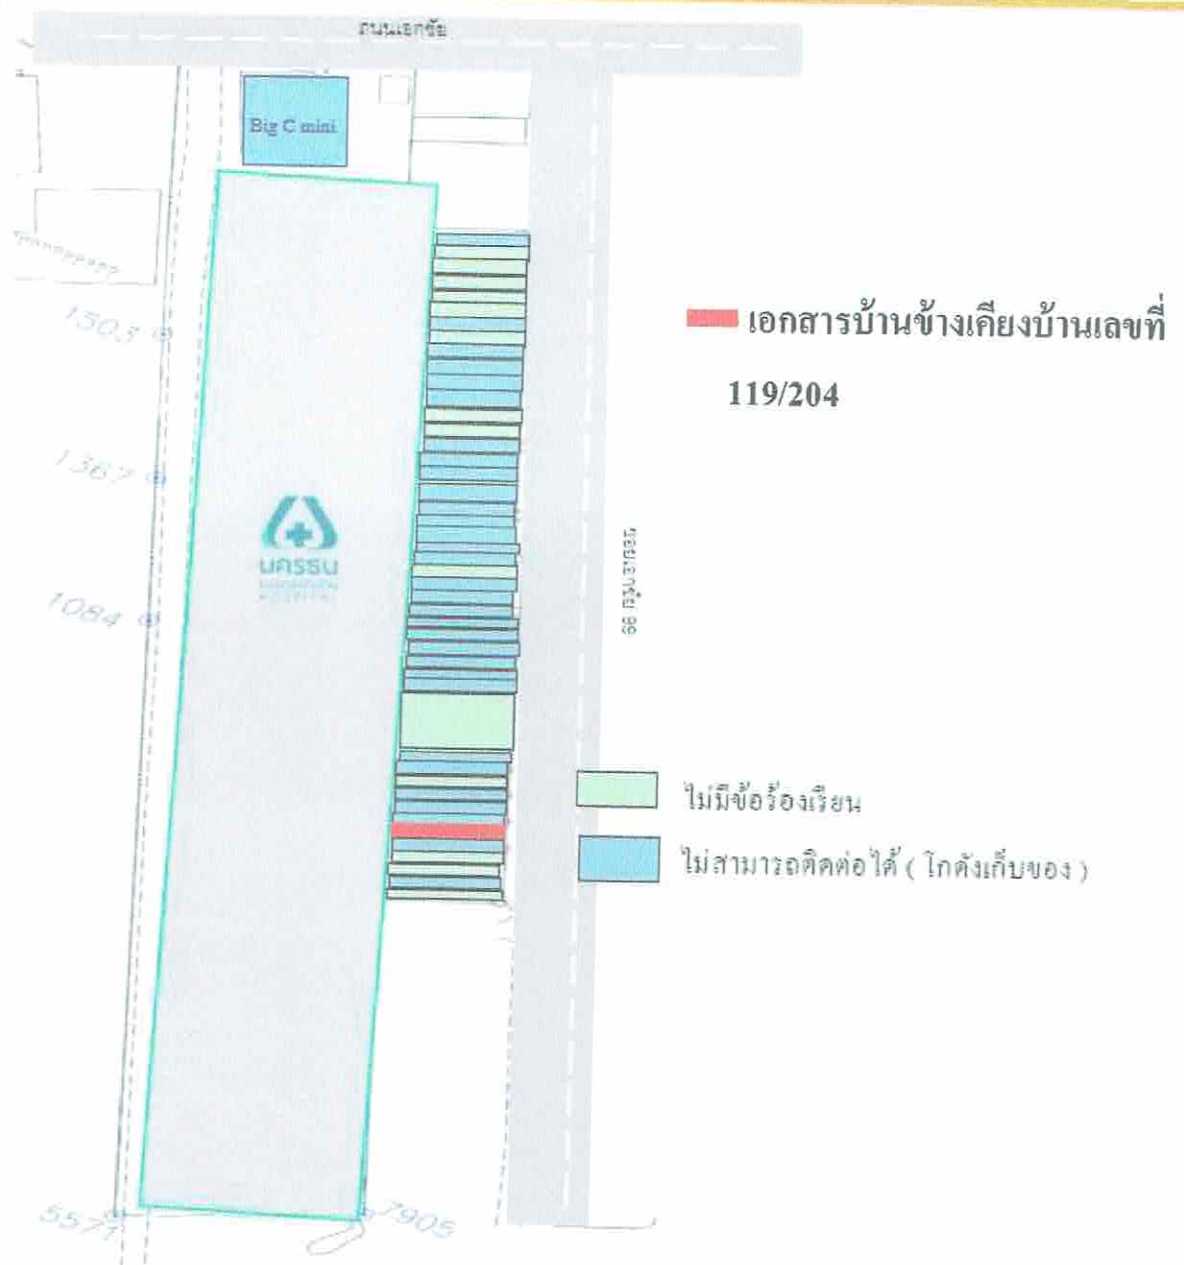 ถนนเอกชัย
Big C mini
1503
เอกสารบ้านข้างเคียงบ้านเลขที่
119/204
1367
นครธน
HOSPITAL
1084
ไม่มีข้อร้องเรียน
ไม่สามารถติดต่อได้ ( โกดังเก็บของ )
5571
7905